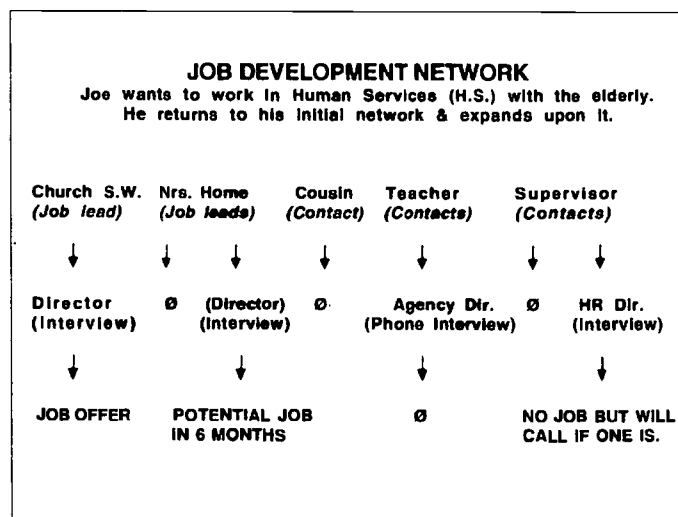 JOB DEVELOPMENT NETWORK
Joe wants to work in Human Services (H.S.) with the elderly.
He returns to his initial network & expands upon it.
Church S.W. Nrs. Home Cousin Teacher Supervisor
(Job lead) (Job leads) (Contact) (Contacts) (Contacts)
Director Ø (Director) Ø Agency Dir. Ø HR Dir.
(Interview) (Interview) (Phone Interview) (Interview)
JOB OFFER POTENTIAL JOB Ø NO JOB BUT WILL
IN 6 MONTHS CALL IF ONE IS.